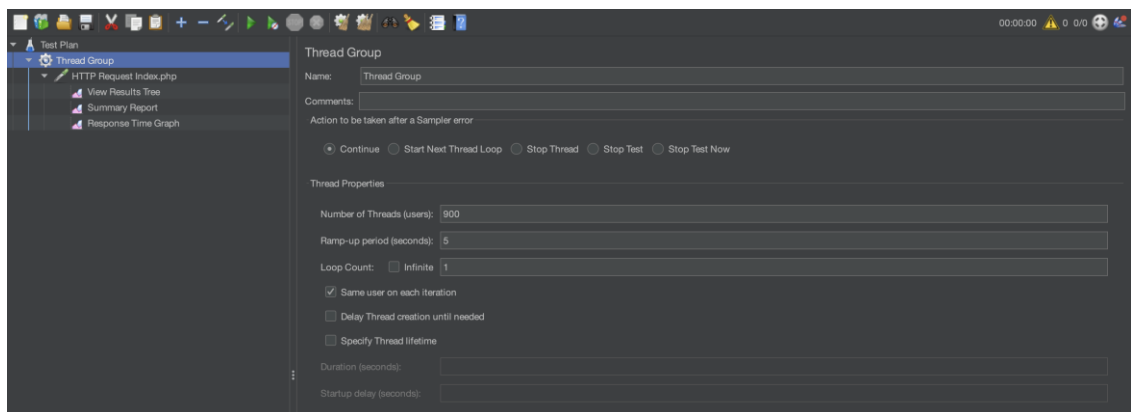 00:00:00 0 0/0
Test Plan
Thread Group
HTTP Request Index.php
View Results Tree
Summary Report
Response Time Graph
Thread Group
Name: Thread Group
Comments:
Action to be taken after a Sampler error
Continue Start Next Thread Loop Stop Thread Stop Test Stop Test Now
Thread Properties
Number of Threads (users): 900
Ramp-up period (seconds): 5
Loop Count: Infinite 1
Same user on each iteration
Delay Thread creation until needed
Specify Thread lifetime
Duration (seconds):
Startup delay (seconds):